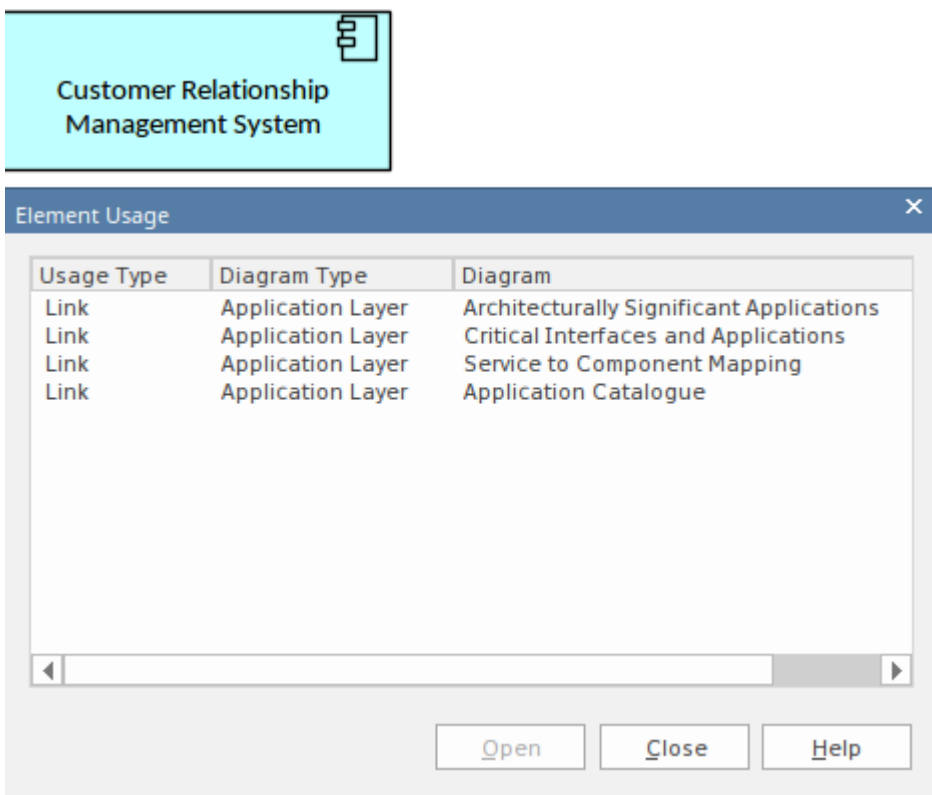 Customer Relationship
Management System
Element Usage
Usage Type Diagram Type Diagram
Link Application Layer Architecturally Significant Applications
Link Application Layer Critical Interfaces and Applications
Link Application Layer Service to Component Mapping
Link Application Layer Application Catalogue
Open Close Help